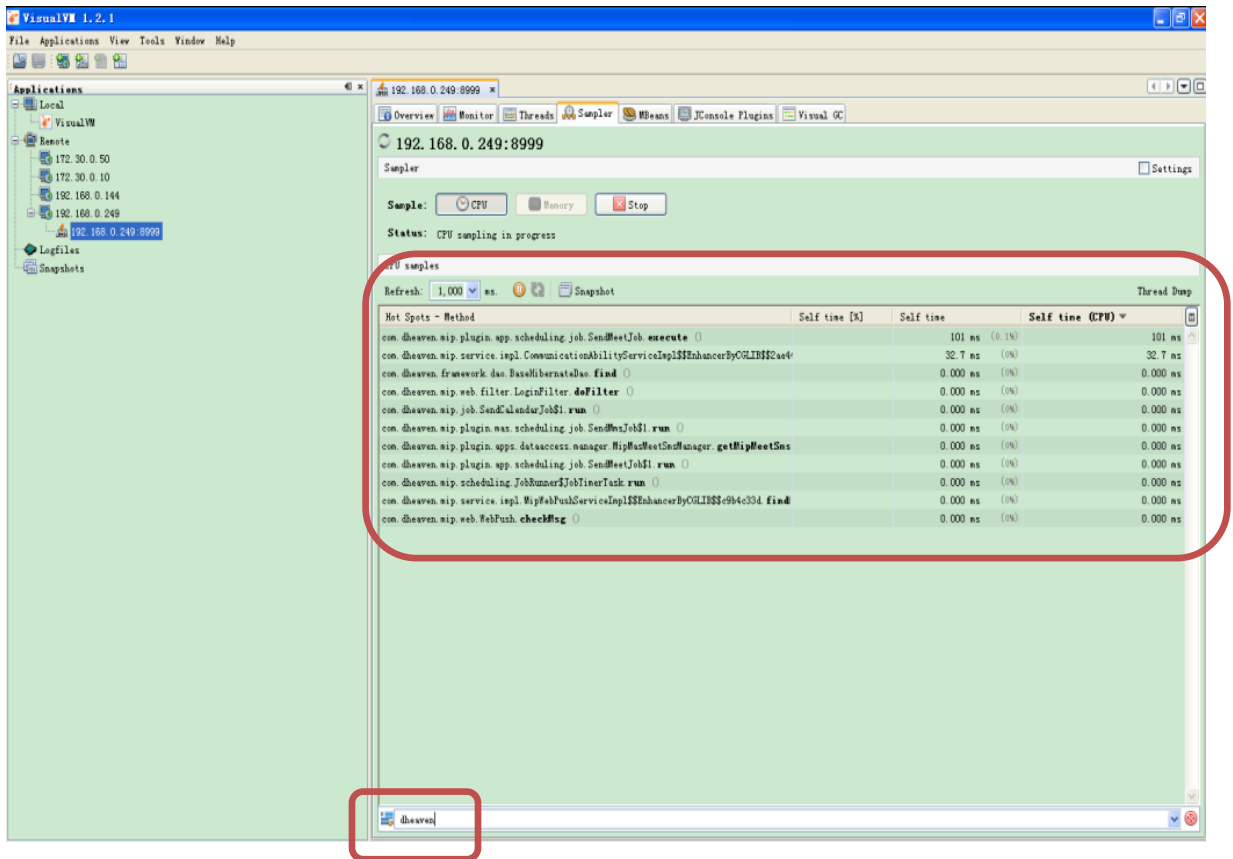 VisualVM 1.2.1
File Applications View Tools Window Help
Applications
Local
VisualVM
Remote
172.30.0.50
172.30.0.10
192.168.0.144
192.168.0.249
192.168.0.249:8999
Logfiles
Snapshots
192.168.0.249:8999
Overview Monitor Threads Sampler MBeans JConsole Plugins Visual GC
192.168.0.249:8999
Sampler Settings
Sample: CPU Memory Stop
Status: CPU sampling in progress
CPU samples
Refresh: 1,000 ms. Snapshot Thread Dump
Hot Spots - Method Self time [%] Self time Self time (CPU)
com.dheaven.mip.plugin.app.scheduling.job.SendMeetJob.execute () 101 ms (0.1%) 101 ms
com.dheaven.mip.service.impl.CommunicationAbilityServiceImpl$$EnhancerByCGLIB$$2ae4 32.7 ms (0%) 32.7 ms
com.dheaven.framework.dao.BaseHibernateDao.find () 0.000 ms (0%) 0.000 ms
com.dheaven.mip.web.filter.LoginFilter.doFilter () 0.000 ms (0%) 0.000 ms
com.dheaven.mip.job.SendCalendarJob$1.run () 0.000 ms (0%) 0.000 ms
com.dheaven.mip.plugin.mas.scheduling.job.SendMmsJob$1.run () 0.000 ms (0%) 0.000 ms
com.dheaven.mip.plugin.apps.dataaccess.manager.MipMasMeetSmsManager.getMipMeetSms 0.000 ms (0%) 0.000 ms
com.dheaven.mip.plugin.app.scheduling.job.SendMeetJob$1.run () 0.000 ms (0%) 0.000 ms
com.dheaven.mip.scheduling.JobRunner$JobTimerTask.run () 0.000 ms (0%) 0.000 ms
com.dheaven.mip.service.impl.MipWebPushServiceImpl$$EnhancerByCGLIB$$c9b4c33d.find 0.000 ms (0%) 0.000 ms
com.dheaven.mip.web.WebPush.checkMsg () 0.000 ms (0%) 0.000 ms
dheaven